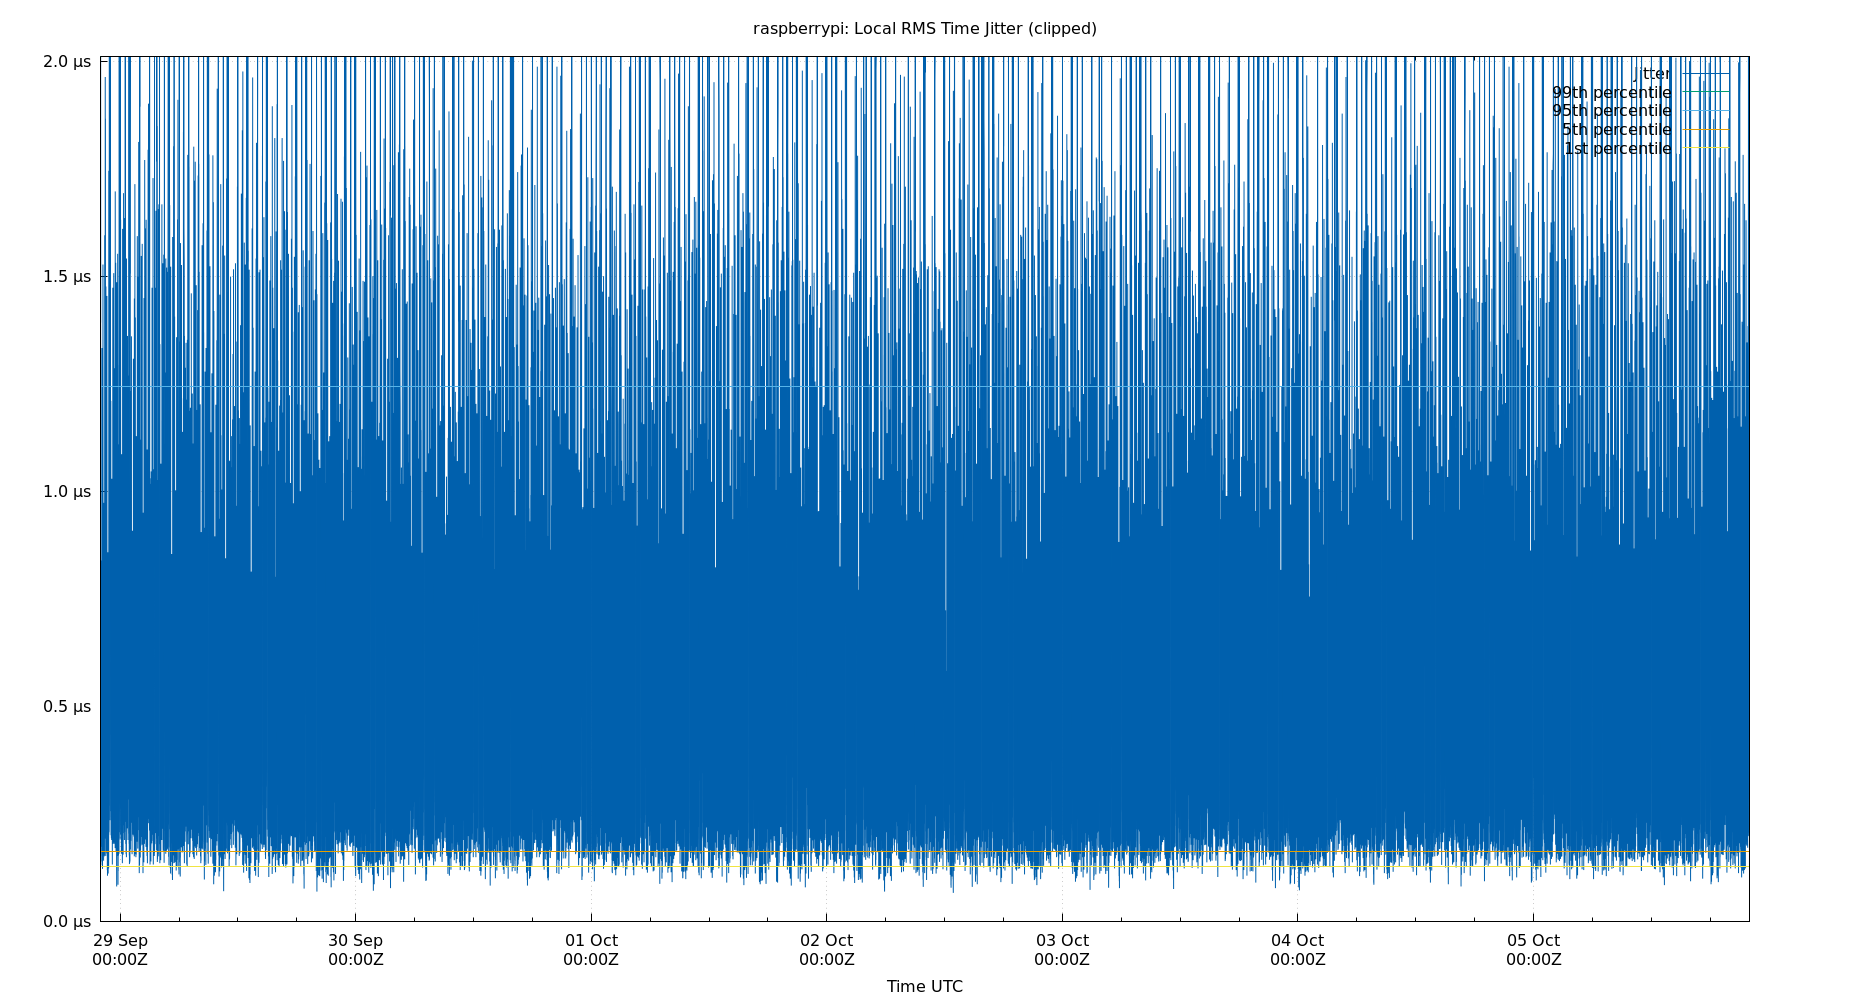 raspberrypi: Local RMS Time Jitter (clipped)
2.0 µs
1.5 µs
1.0 µs
0.5 µs
0.0 µs
jitter
99th percentile
95th percentile
5th percentile
1st percentile
29 Sep
00:00Z
30 Sep
00:00Z
01 Oct
00:00Z
02 Oct
00:00Z
03 Oct
00:00Z
04 Oct
00:00Z
05 Oct
00:00Z
Time UTC